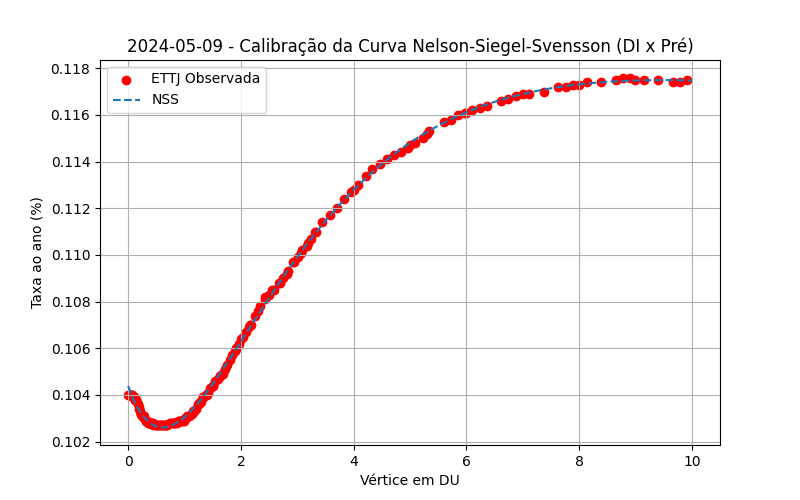 2024-05-09 - Calibração da Curva Nelson-Siegel-Svensson (DI x Pré)
ETTJ Observada
NSS
Taxa ao ano (%)
0.118
0.116
0.114
0.112
0.110
0.108
0.106
0.104
0.102
0 2 4 6 8 10
Vértice em DU